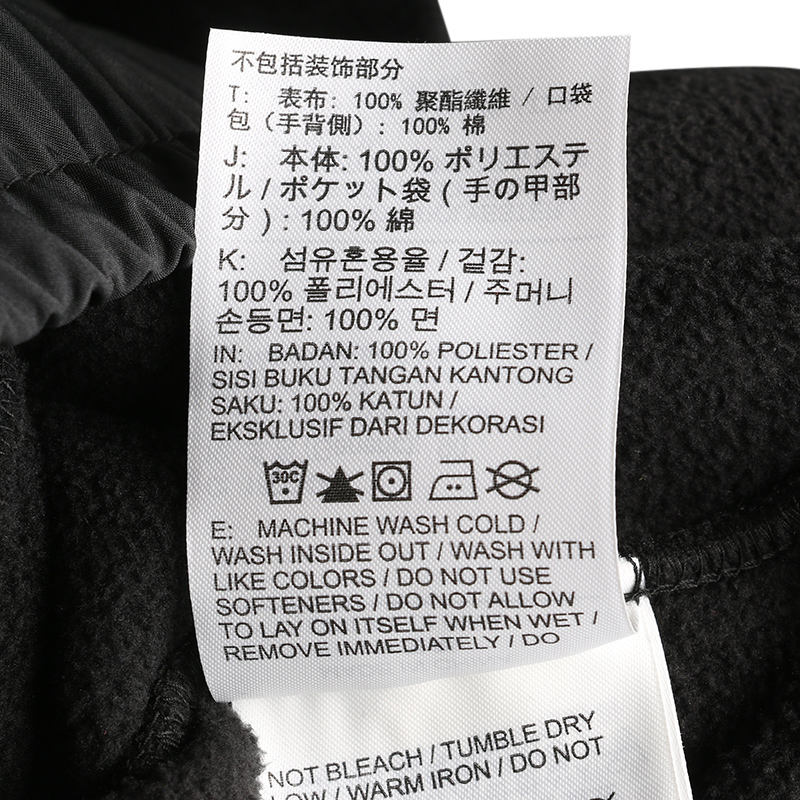 不包括装饰部分
T: 表布: 100% 聚酯纖維 / 口袋
包(手背側): 100% 棉
J: 本体: 100% ポリエステ
ル / ポケット袋 ( 手の甲部
分 ) : 100% 綿
K: 섬유혼용율 / 겉감:
100% 폴리에스터 / 주머니
손등면: 100% 면
IN: BADAN: 100% POLIESTER /
SISI BUKU TANGAN KANTONG
SAKU: 100% KATUN /
EKSKLUSIF DARI DEKORASI
30C
E: MACHINE WASH COLD /
WASH INSIDE OUT / WASH WITH
LIKE COLORS / DO NOT USE
SOFTENERS / DO NOT ALLOW
TO LAY ON ITSELF WHEN WET /
REMOVE IMMEDIATELY / DO
NOT BLEACH / TUMBLE DRY
LOW / WARM IRON / DO NOT